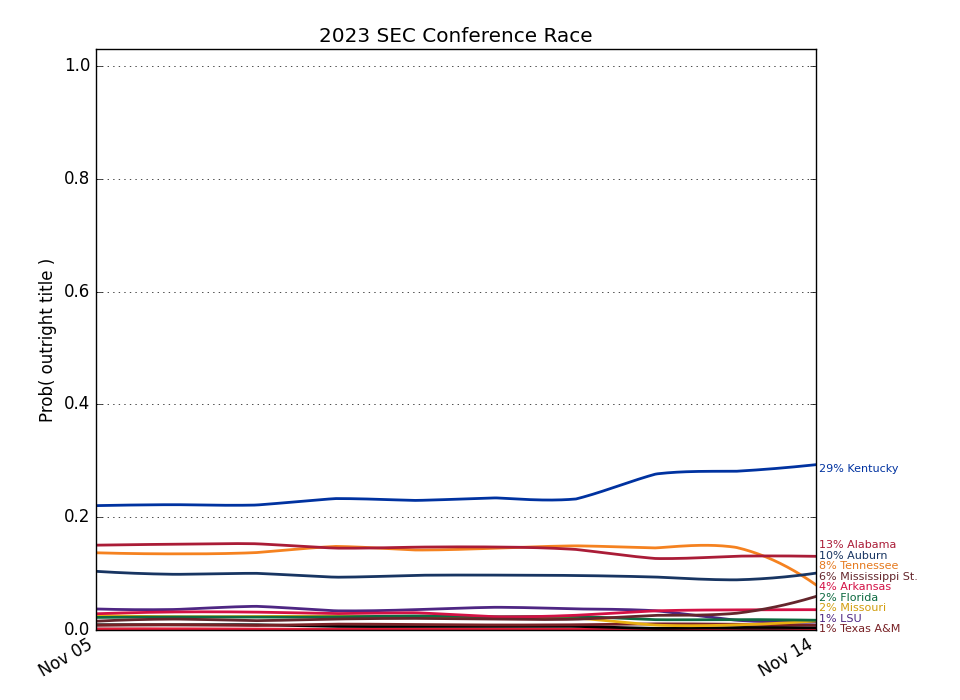 2023 SEC Conference Race
Prob( outright title )
1.0
0.8
0.6
0.4
0.2
0.0
Nov 05
Nov 14
29% Kentucky
13% Alabama
10% Auburn
8% Tennessee
6% Mississippi St.
4% Arkansas
2% Florida
2% Missouri
1% LSU
1% Texas A&M